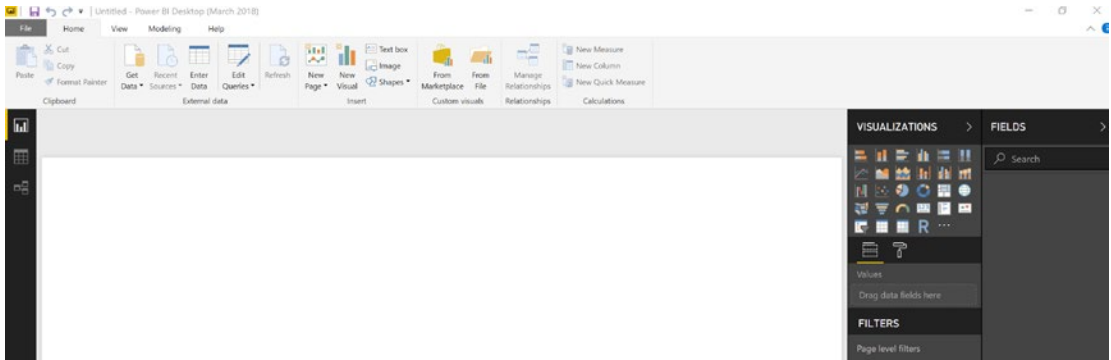 Untitled - Power BI Desktop (March 2018)
File Home View Modeling Help
Paste
Cut
Copy
Format Painter
Clipboard
Get Data
Recent Sources
Enter Data
Edit Queries
Refresh
External data
New Page
New Visual
Text box
Image
Shapes
Insert
From Marketplace
From File
Custom visuals
Manage Relationships
Relationships
New Measure
New Column
New Quick Measure
Calculations
VISUALIZATIONS
R
Values
Drag data fields here
FILTERS
Page level filters
FIELDS
Search